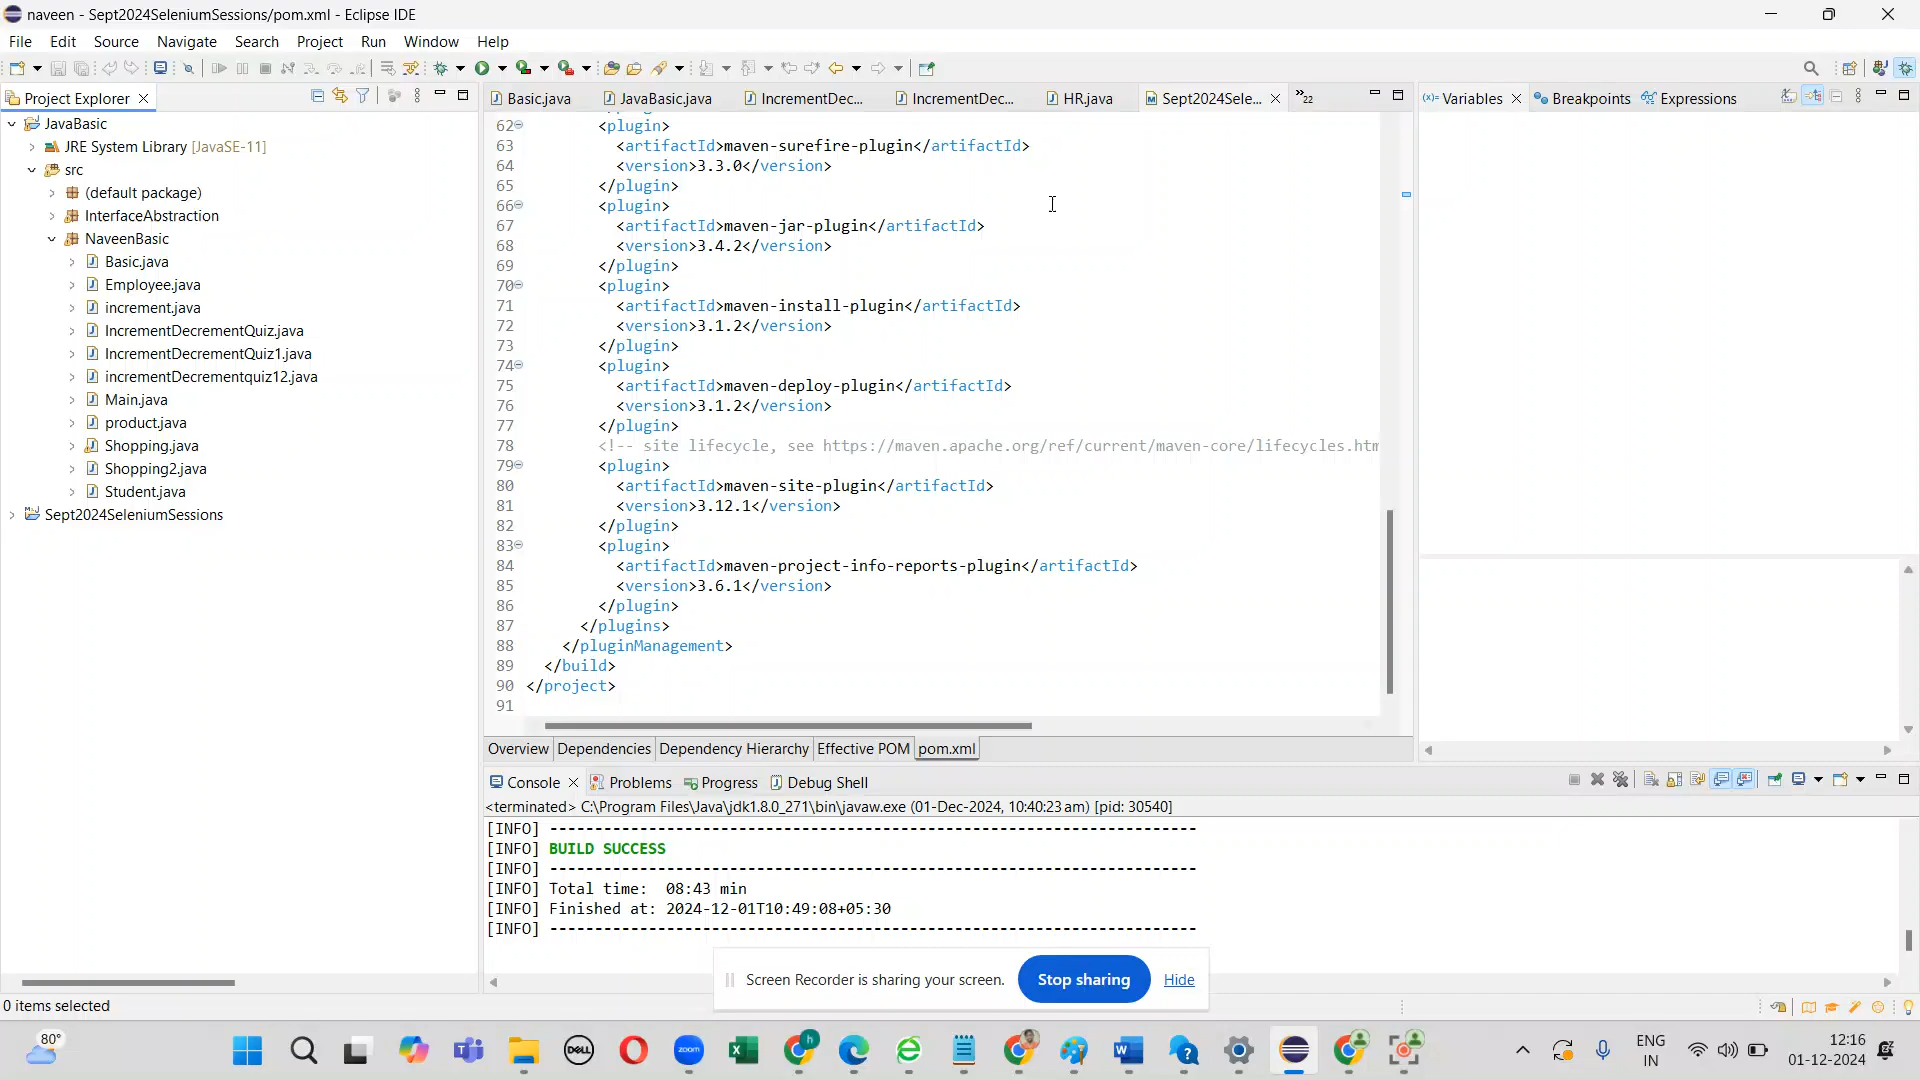 naveen - Sept2024SeleniumSessions/pom.xml - Eclipse IDE
File Edit Source Navigate Search Project Run Window Help
Project Explorer
JavaBasic
JRE System Library [JavaSE-11]
src
(default package)
InterfaceAbstraction
NaveenBasic
Basic.java
Employee.java
increment.java
IncrementDecrementQuiz.java
IncrementDecrementQuiz1.java
incrementDecrementquiz12.java
Main.java
product.java
Shopping.java
Shopping2.java
Student.java
Sept2024SeleniumSessions
Basic.java JavaBasic.java IncrementDec... IncrementDec... HR.java Sept2024Sele... »22
62 <plugin>
63 <artifactId>maven-surefire-plugin</artifactId>
64 <version>3.3.0</version>
65 </plugin>
66 <plugin>
67 <artifactId>maven-jar-plugin</artifactId>
68 <version>3.4.2</version>
69 </plugin>
70 <plugin>
71 <artifactId>maven-install-plugin</artifactId>
72 <version>3.1.2</version>
73 </plugin>
74 <plugin>
75 <artifactId>maven-deploy-plugin</artifactId>
76 <version>3.1.2</version>
77 </plugin>
78 <!-- site lifecycle, see https://maven.apache.org/ref/current/maven-core/lifecycles.htm
79 <plugin>
80 <artifactId>maven-site-plugin</artifactId>
81 <version>3.12.1</version>
82 </plugin>
83 <plugin>
84 <artifactId>maven-project-info-reports-plugin</artifactId>
85 <version>3.6.1</version>
86 </plugin>
87 </plugins>
88 </pluginManagement>
89 </build>
90 </project>
91
Overview Dependencies Dependency Hierarchy Effective POM pom.xml
(x)= Variables Breakpoints Expressions
Console Problems Progress Debug Shell
<terminated> C:\Program Files\Java\jdk1.8.0_271\bin\javaw.exe (01-Dec-2024, 10:40:23 am) [pid: 30540]
[INFO] ------------------------------------------------------------------------
[INFO] BUILD SUCCESS
[INFO] ------------------------------------------------------------------------
[INFO] Total time:  08:43 min
[INFO] Finished at: 2024-12-01T10:49:08+05:30
[INFO] ------------------------------------------------------------------------
Screen Recorder is sharing your screen. Stop sharing Hide
0 items selected
80°
DELL
zoom
h
ENG
IN
12:16
01-12-2024